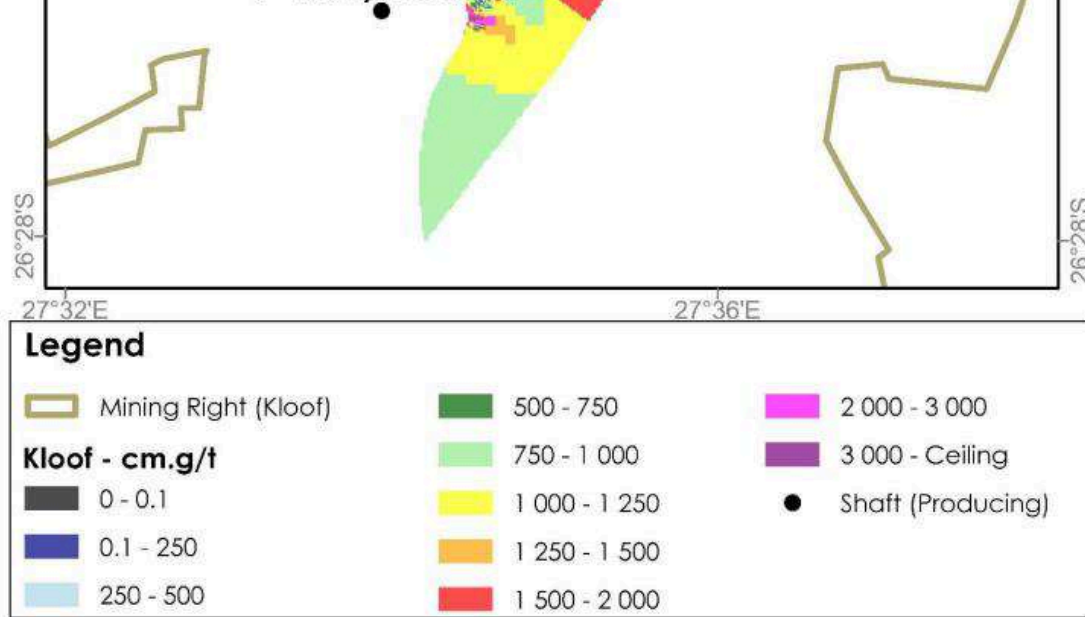 26°28'S
26°28'S
27°32'E
27°36'E
Legend
Mining Right (Kloof)
Kloof - cm.g/t
0 - 0.1
0.1 - 250
250 - 500
500 - 750
750 - 1 000
1 000 - 1 250
1 250 - 1 500
1 500 - 2 000
2 000 - 3 000
3 000 - Ceiling
Shaft (Producing)